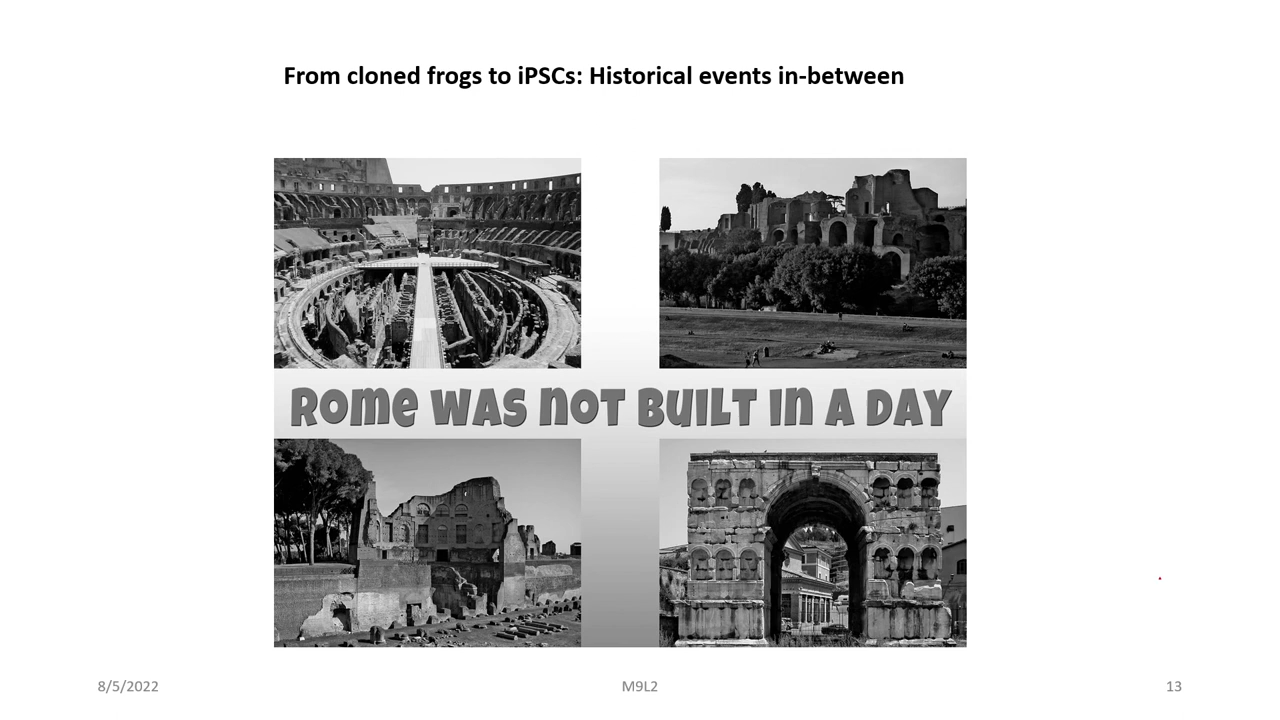 From cloned frogs to iPSCs: Historical events in-between
Rome was not built in a day
8/5/2022
M9L2
13